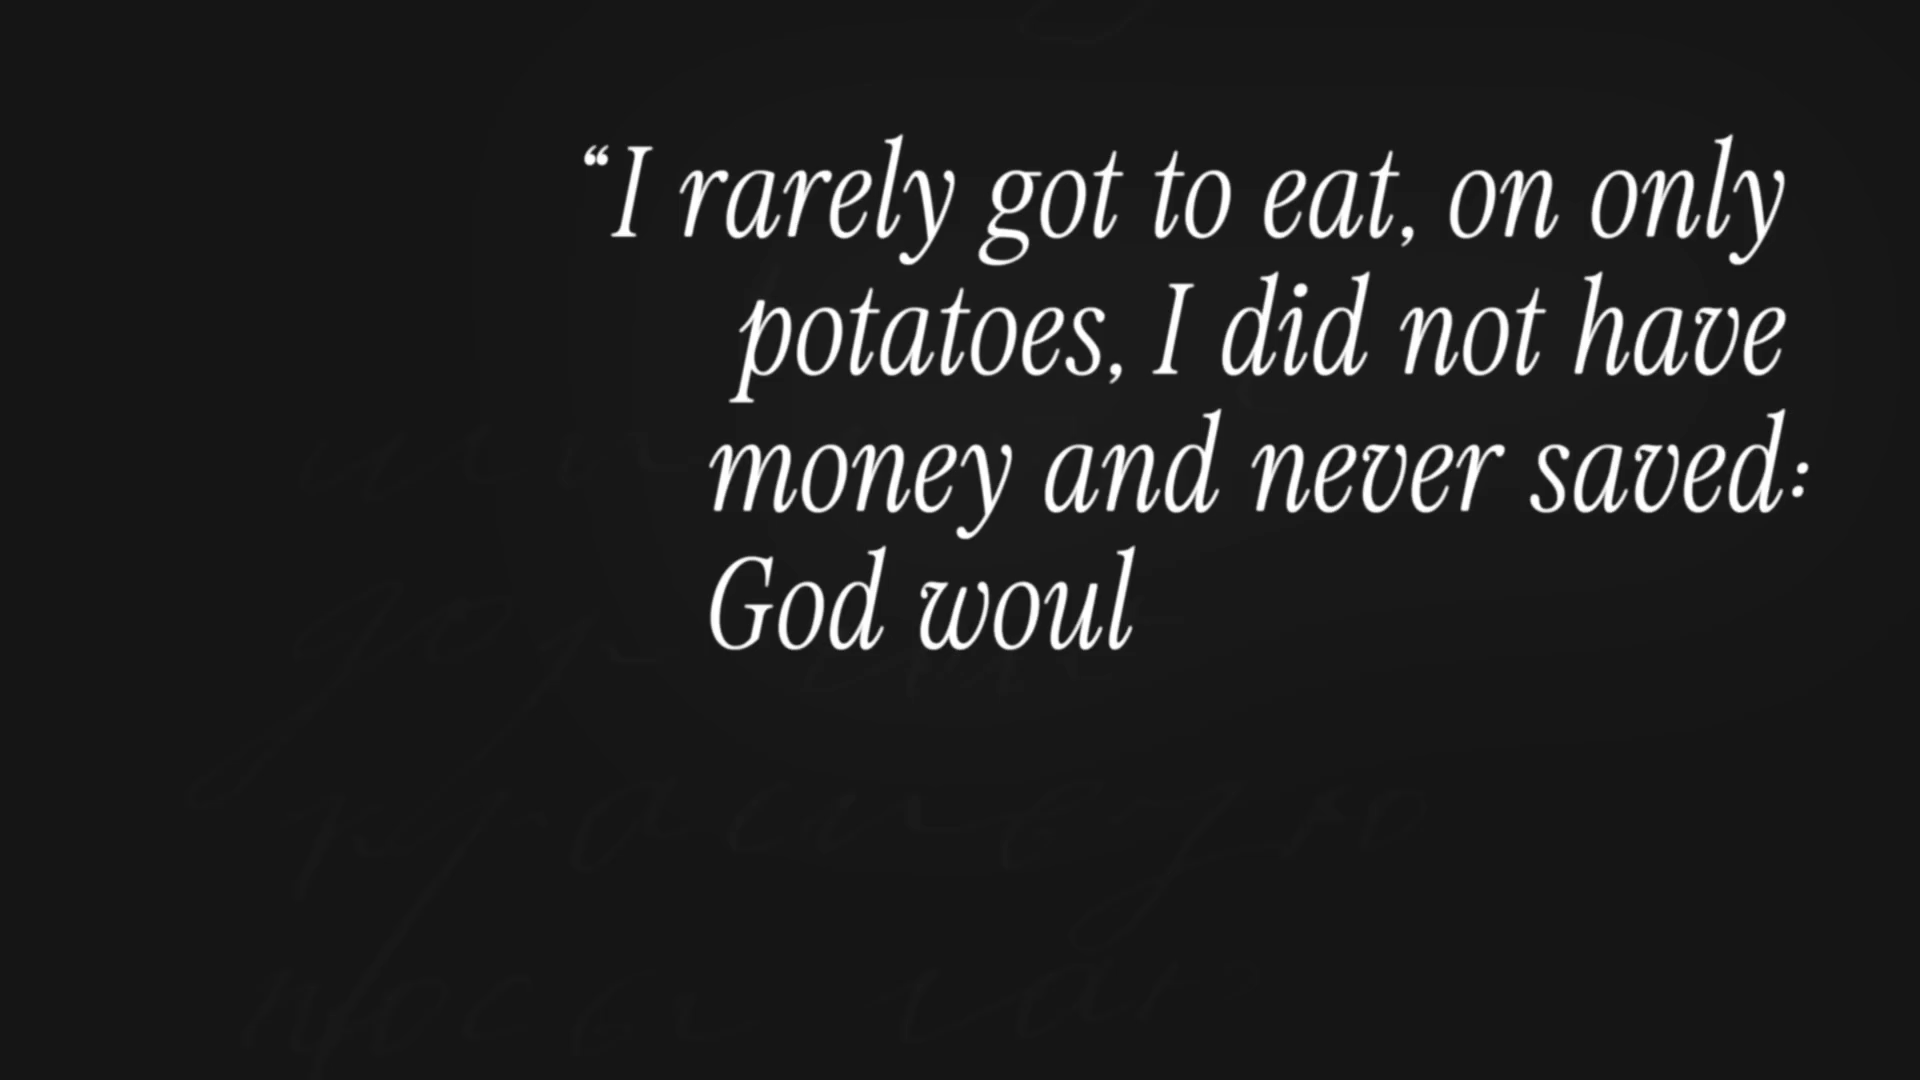 “I rarely got to eat, on only
potatoes, I did not have
money and never saved:
God woul